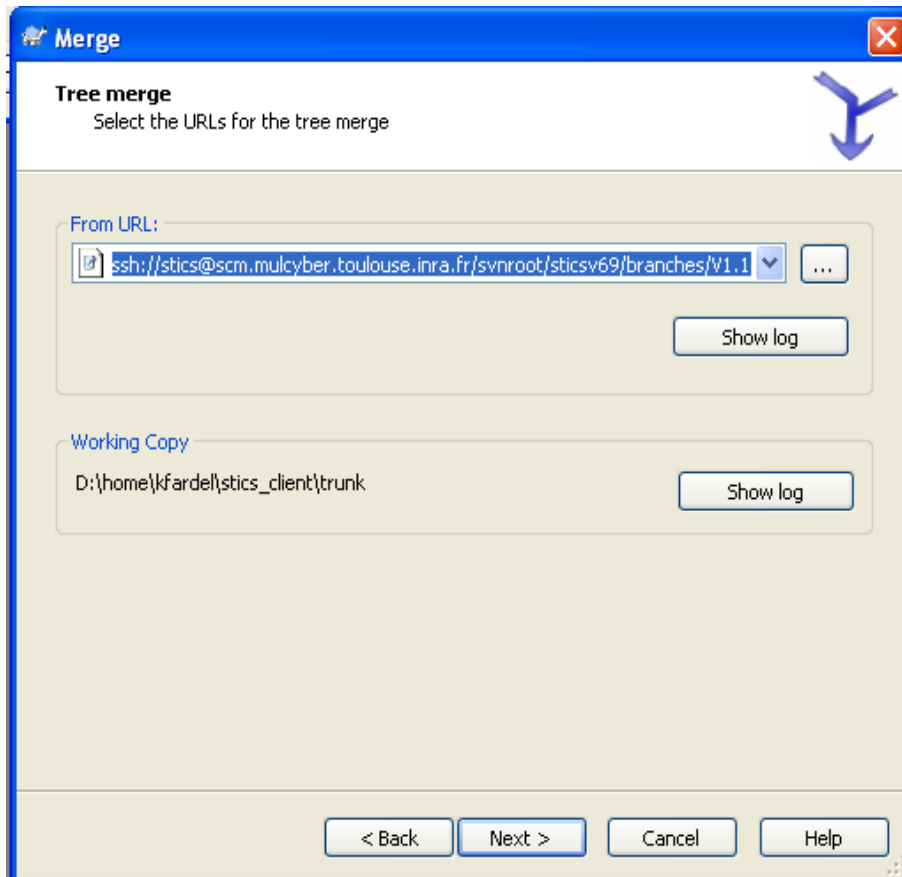 Merge
Tree merge
Select the URLs for the tree merge
From URL:
ssh://stics@scm.mulcyber.toulouse.inra.fr/svnroot/sticsv69/branches/V1.1
...
Show log
Working Copy
D:\home\kfardel\stics_client\trunk
Show log
< Back Next > Cancel Help